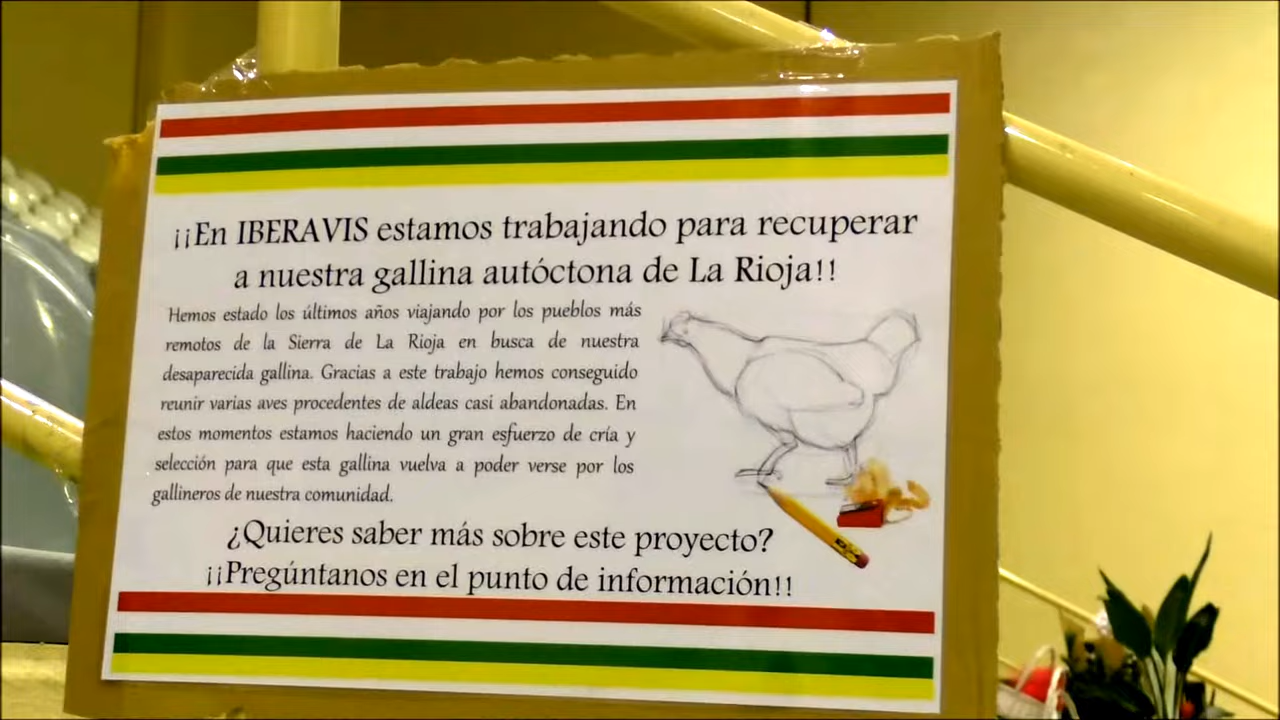 ¡¡En IBERAVIS estamos trabajando para recuperar
a nuestra gallina autóctona de La Rioja!!
Hemos estado los últimos años viajando por los pueblos más
remotos de la Sierra de La Rioja en busca de nuestra
desaparecida gallina. Gracias a este trabajo hemos conseguido
reunir varias aves procedentes de aldeas casi abandonadas. En
estos momentos estamos haciendo un gran esfuerzo de cría y
selección para que esta gallina vuelva a poder verse por los
gallineros de nuestra comunidad.
¿Quieres saber más sobre este proyecto?
¡¡Pregúntanos en el punto de información!!